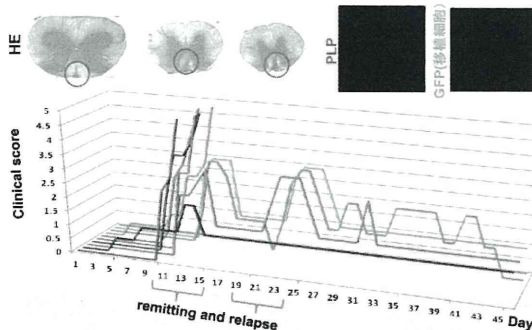 HE
PLP
GFP(移植細胞)
Clinical score
5
4.5
4
3.5
3
2.5
2
1.5
1
0.5
0
1 3 5 7 9 11 13 15 17 19 21 23 25 27 29 31 33 35 37 39 41 43 45 Day
remitting and relapse